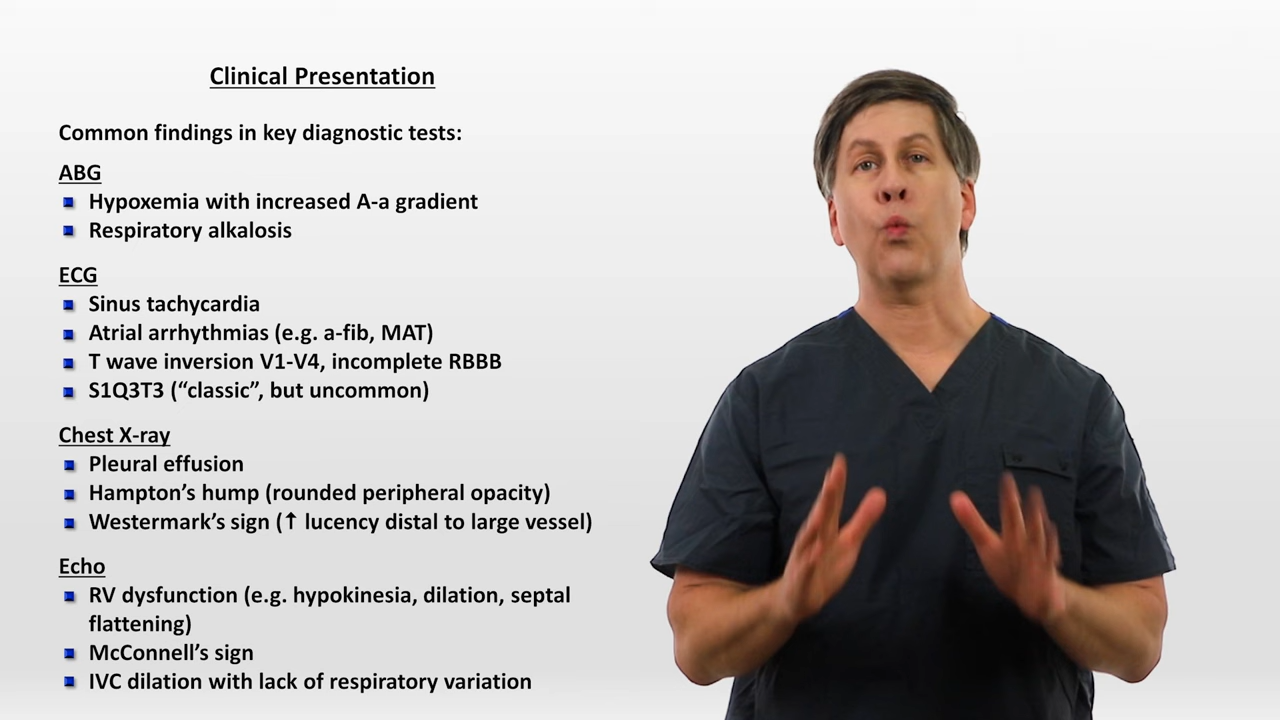 Clinical Presentation
Common findings in key diagnostic tests:
ABG
Hypoxemia with increased A-a gradient
Respiratory alkalosis
ECG
Sinus tachycardia
Atrial arrhythmias (e.g. a-fib, MAT)
T wave inversion V1-V4, incomplete RBBB
S1Q3T3 (“classic”, but uncommon)
Chest X-ray
Pleural effusion
Hampton’s hump (rounded peripheral opacity)
Westermark’s sign (↑ lucency distal to large vessel)
Echo
RV dysfunction (e.g. hypokinesia, dilation, septal
flattening)
McConnell’s sign
IVC dilation with lack of respiratory variation